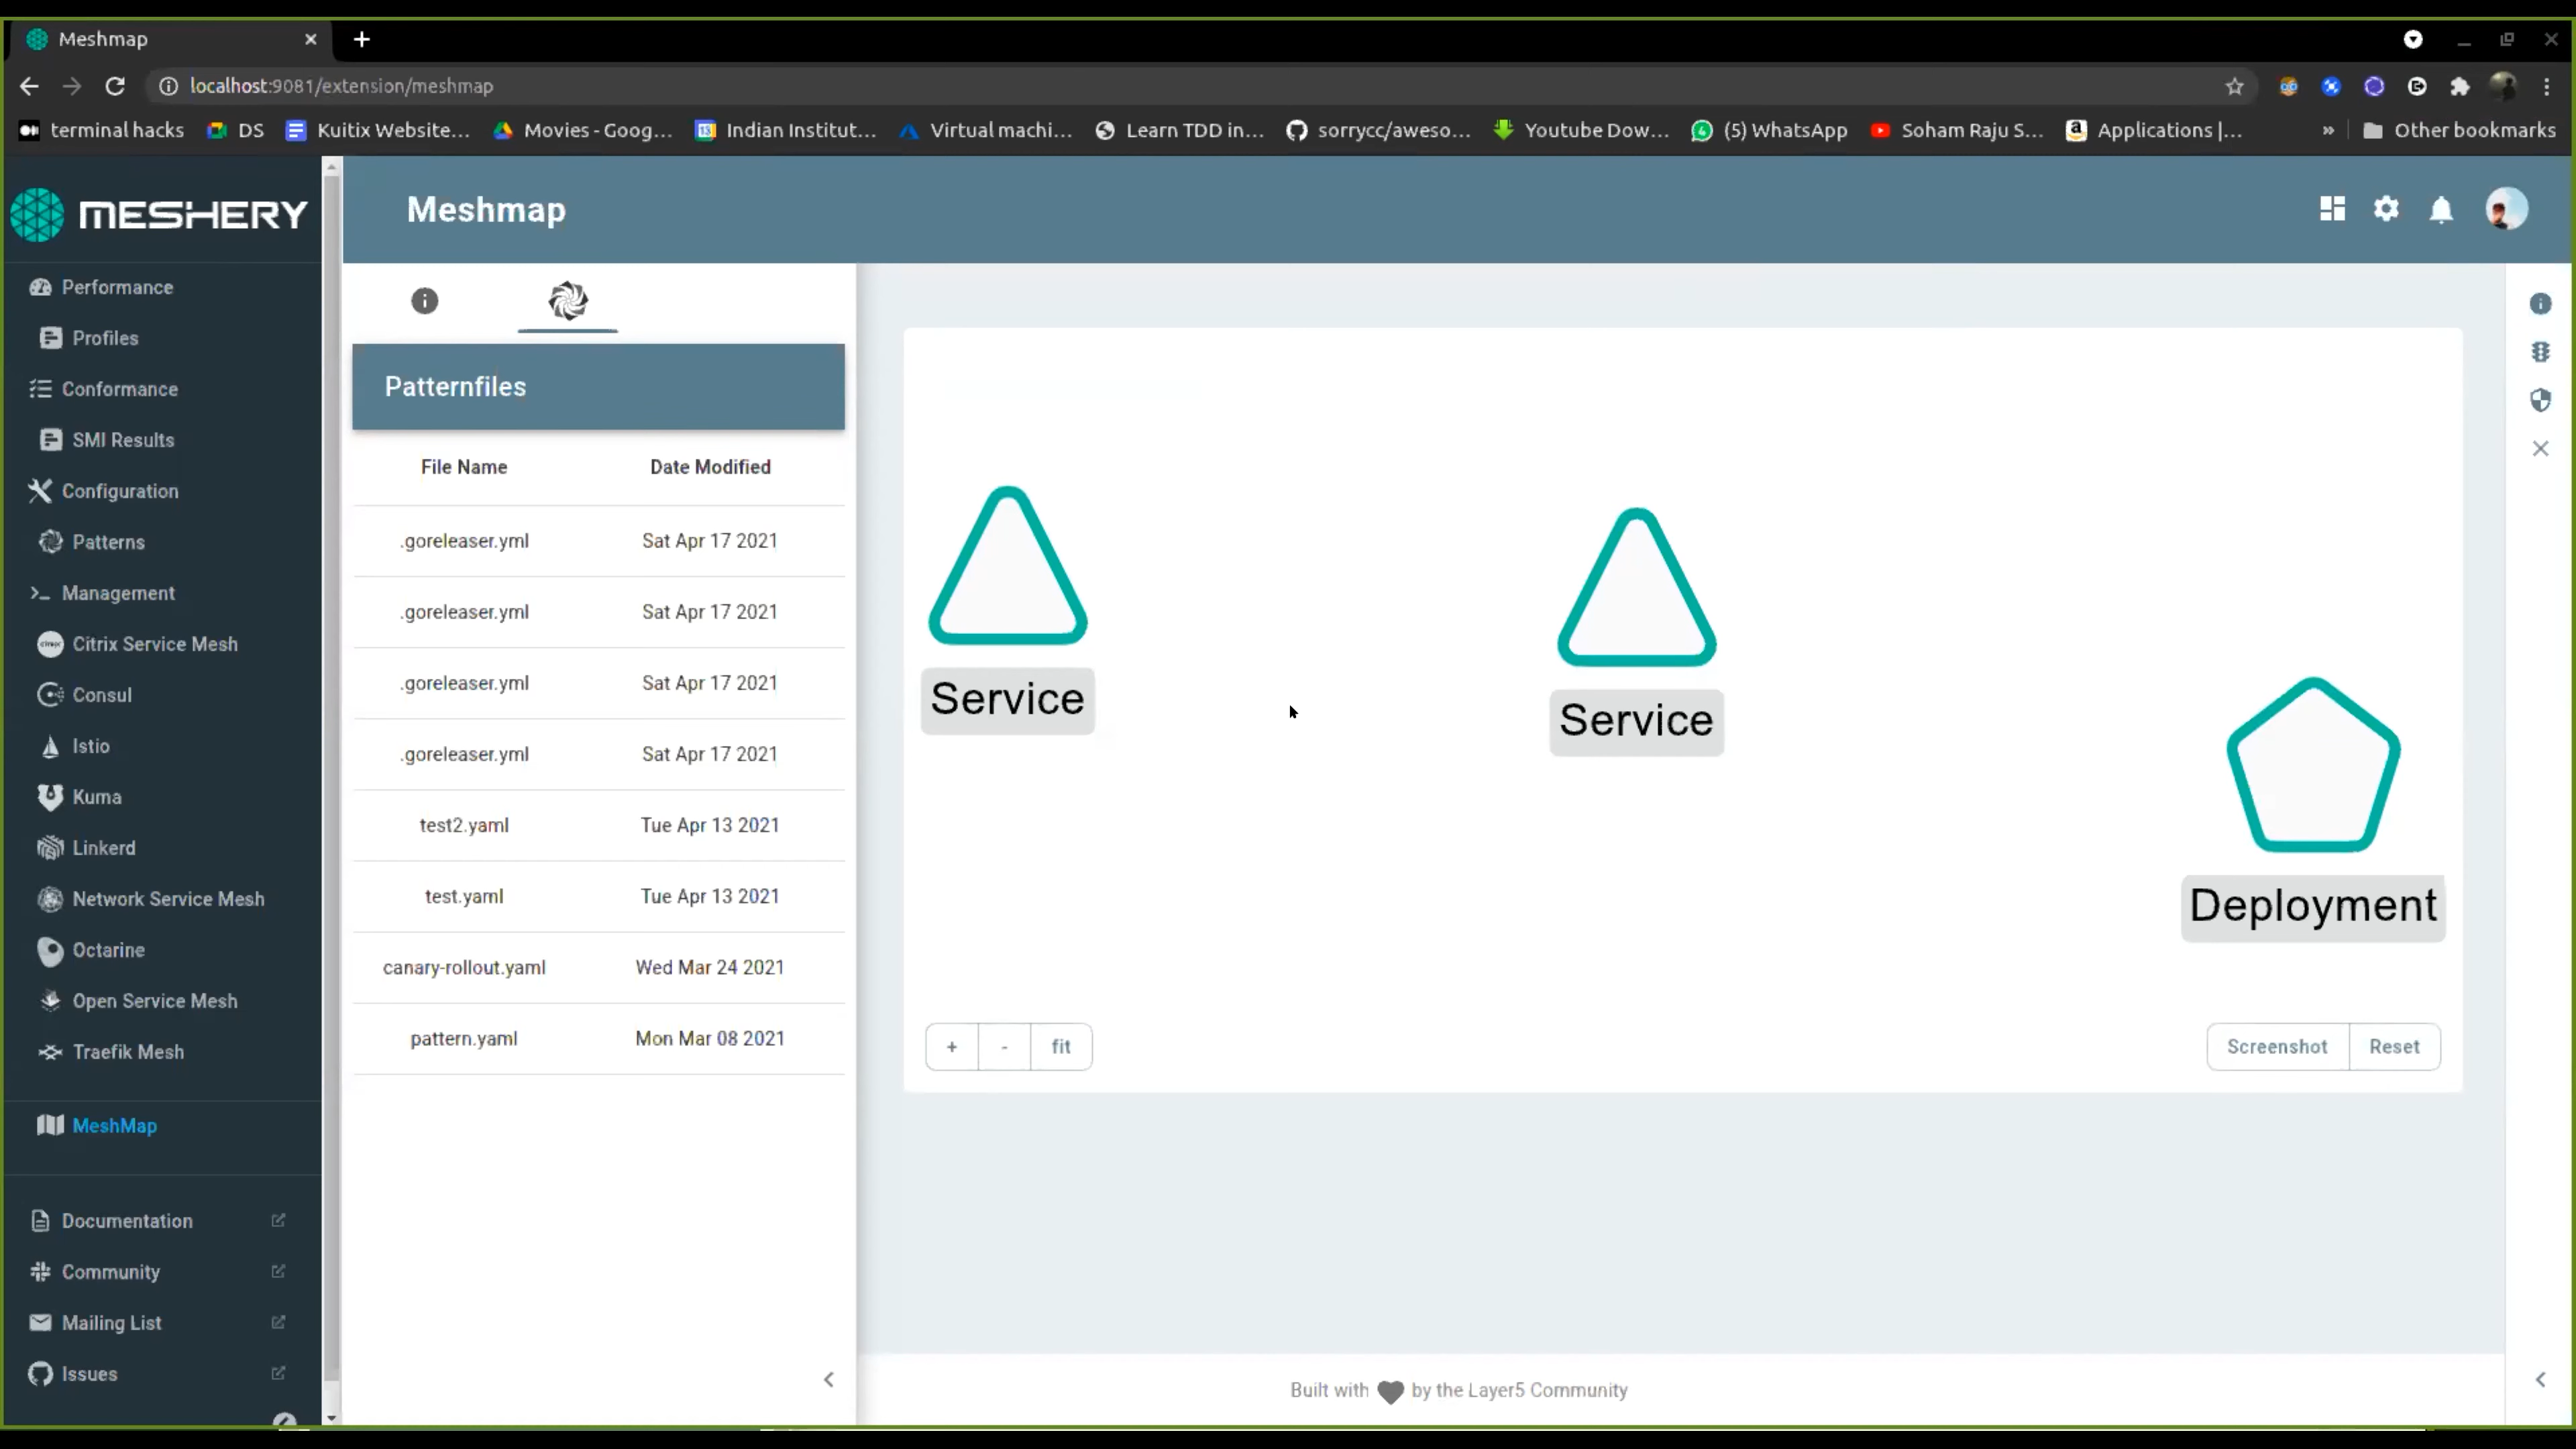 Meshmap
localhost:9081/extension/meshmap
terminal hacks
DS
Kuitix Website...
Movies - Goog...
Indian Institut...
Virtual machi...
Learn TDD in...
sorrycc/aweso...
Youtube Dow...
(5) WhatsApp
Soham Raju S...
Applications |...
»
Other bookmarks
MESHERY
Performance
Profiles
Conformance
SMI Results
Configuration
Patterns
Management
Citrix Service Mesh
Consul
Istio
Kuma
Linkerd
Network Service Mesh
Octarine
Open Service Mesh
Traefik Mesh
MeshMap
Documentation
Community
Mailing List
Issues
Meshmap
Patternfiles
File Name Date Modified
.goreleaser.yml Sat Apr 17 2021
.goreleaser.yml Sat Apr 17 2021
.goreleaser.yml Sat Apr 17 2021
.goreleaser.yml Sat Apr 17 2021
test2.yaml Tue Apr 13 2021
test.yaml Tue Apr 13 2021
canary-rollout.yaml Wed Mar 24 2021
pattern.yaml Mon Mar 08 2021
Service
Service
Deployment
+ - fit
Screenshot Reset
Built with by the Layer5 Community